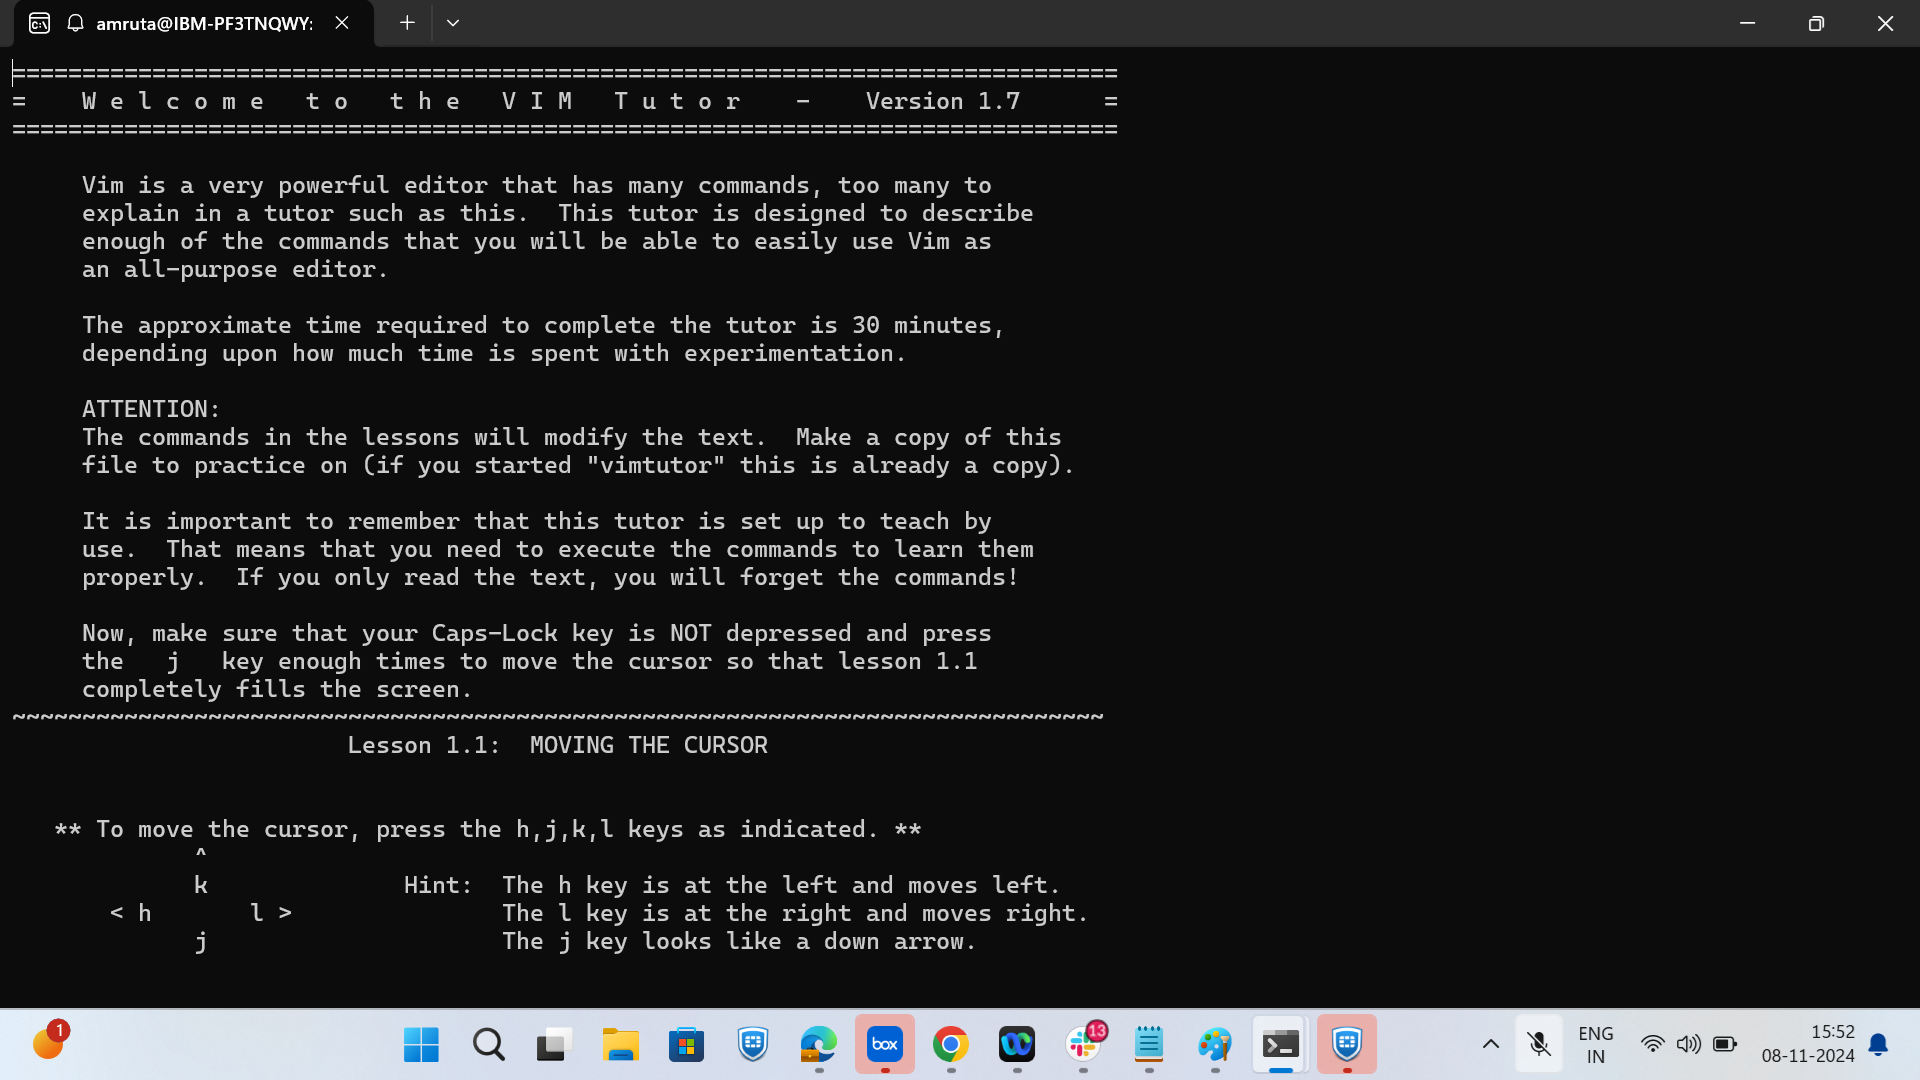 amruta@IBM-PF3TNQWY:
=============================================================================== 
=    W e l c o m e   t o   t h e   V I M   T u t o r    -    Version 1.7      =
===============================================================================
Vim is a very powerful editor that has many commands, too many to
explain in a tutor such as this.  This tutor is designed to describe
enough of the commands that you will be able to easily use Vim as
an all-purpose editor.
The approximate time required to complete the tutor is 30 minutes,
depending upon how much time is spent with experimentation.
ATTENTION:
The commands in the lessons will modify the text.  Make a copy of this
file to practice on (if you started "vimtutor" this is already a copy).
It is important to remember that this tutor is set up to teach by
use.  That means that you need to execute the commands to learn them
properly.  If you only read the text, you will forget the commands!
Now, make sure that your Caps-Lock key is NOT depressed and press
the   j   key enough times to move the cursor so that lesson 1.1
completely fills the screen.
~~~~~~~~~~~~~~~~~~~~~~~~~~~~~~~~~~~~~~~~~~~~~~~~~~~~~~~~~~~~~~~~~~~~~~~~~~~~~~
Lesson 1.1:  MOVING THE CURSOR
** To move the cursor, press the h,j,k,l keys as indicated. **
^
k              Hint:  The h key is at the left and moves left.
< h       l >               The l key is at the right and moves right.
j                     The j key looks like a down arrow.
1
box
13
ENG
IN
15:52
08-11-2024